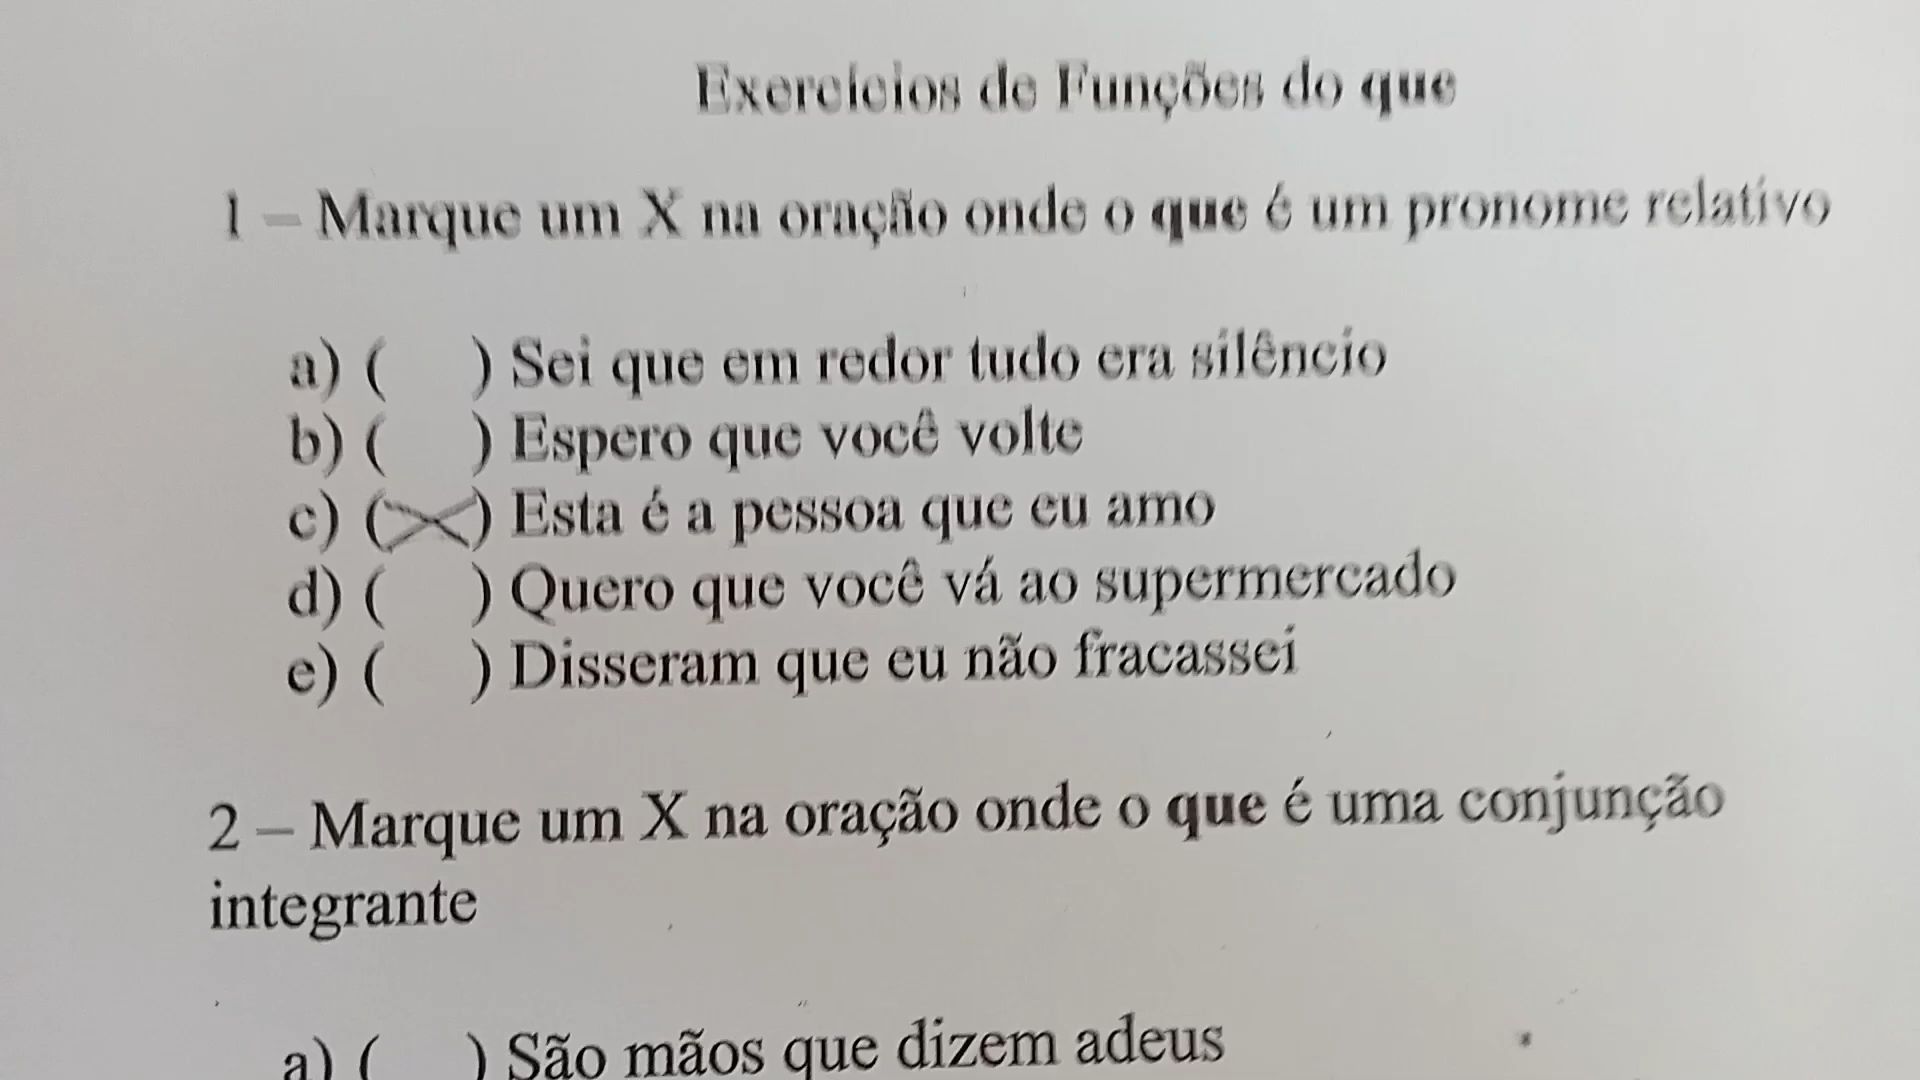 Exercícios de Funções do que
1 – Marque um X na oração onde o que é um pronome relativo
a) ( ) Sei que em redor tudo era silêncio
b) ( ) Espero que você volte
c) (X) Esta é a pessoa que eu amo
d) ( ) Quero que você vá ao supermercado
e) ( ) Disseram que eu não fracassei
2 – Marque um X na oração onde o que é uma conjunção
integrante
a) ( ) São mãos que dizem adeus